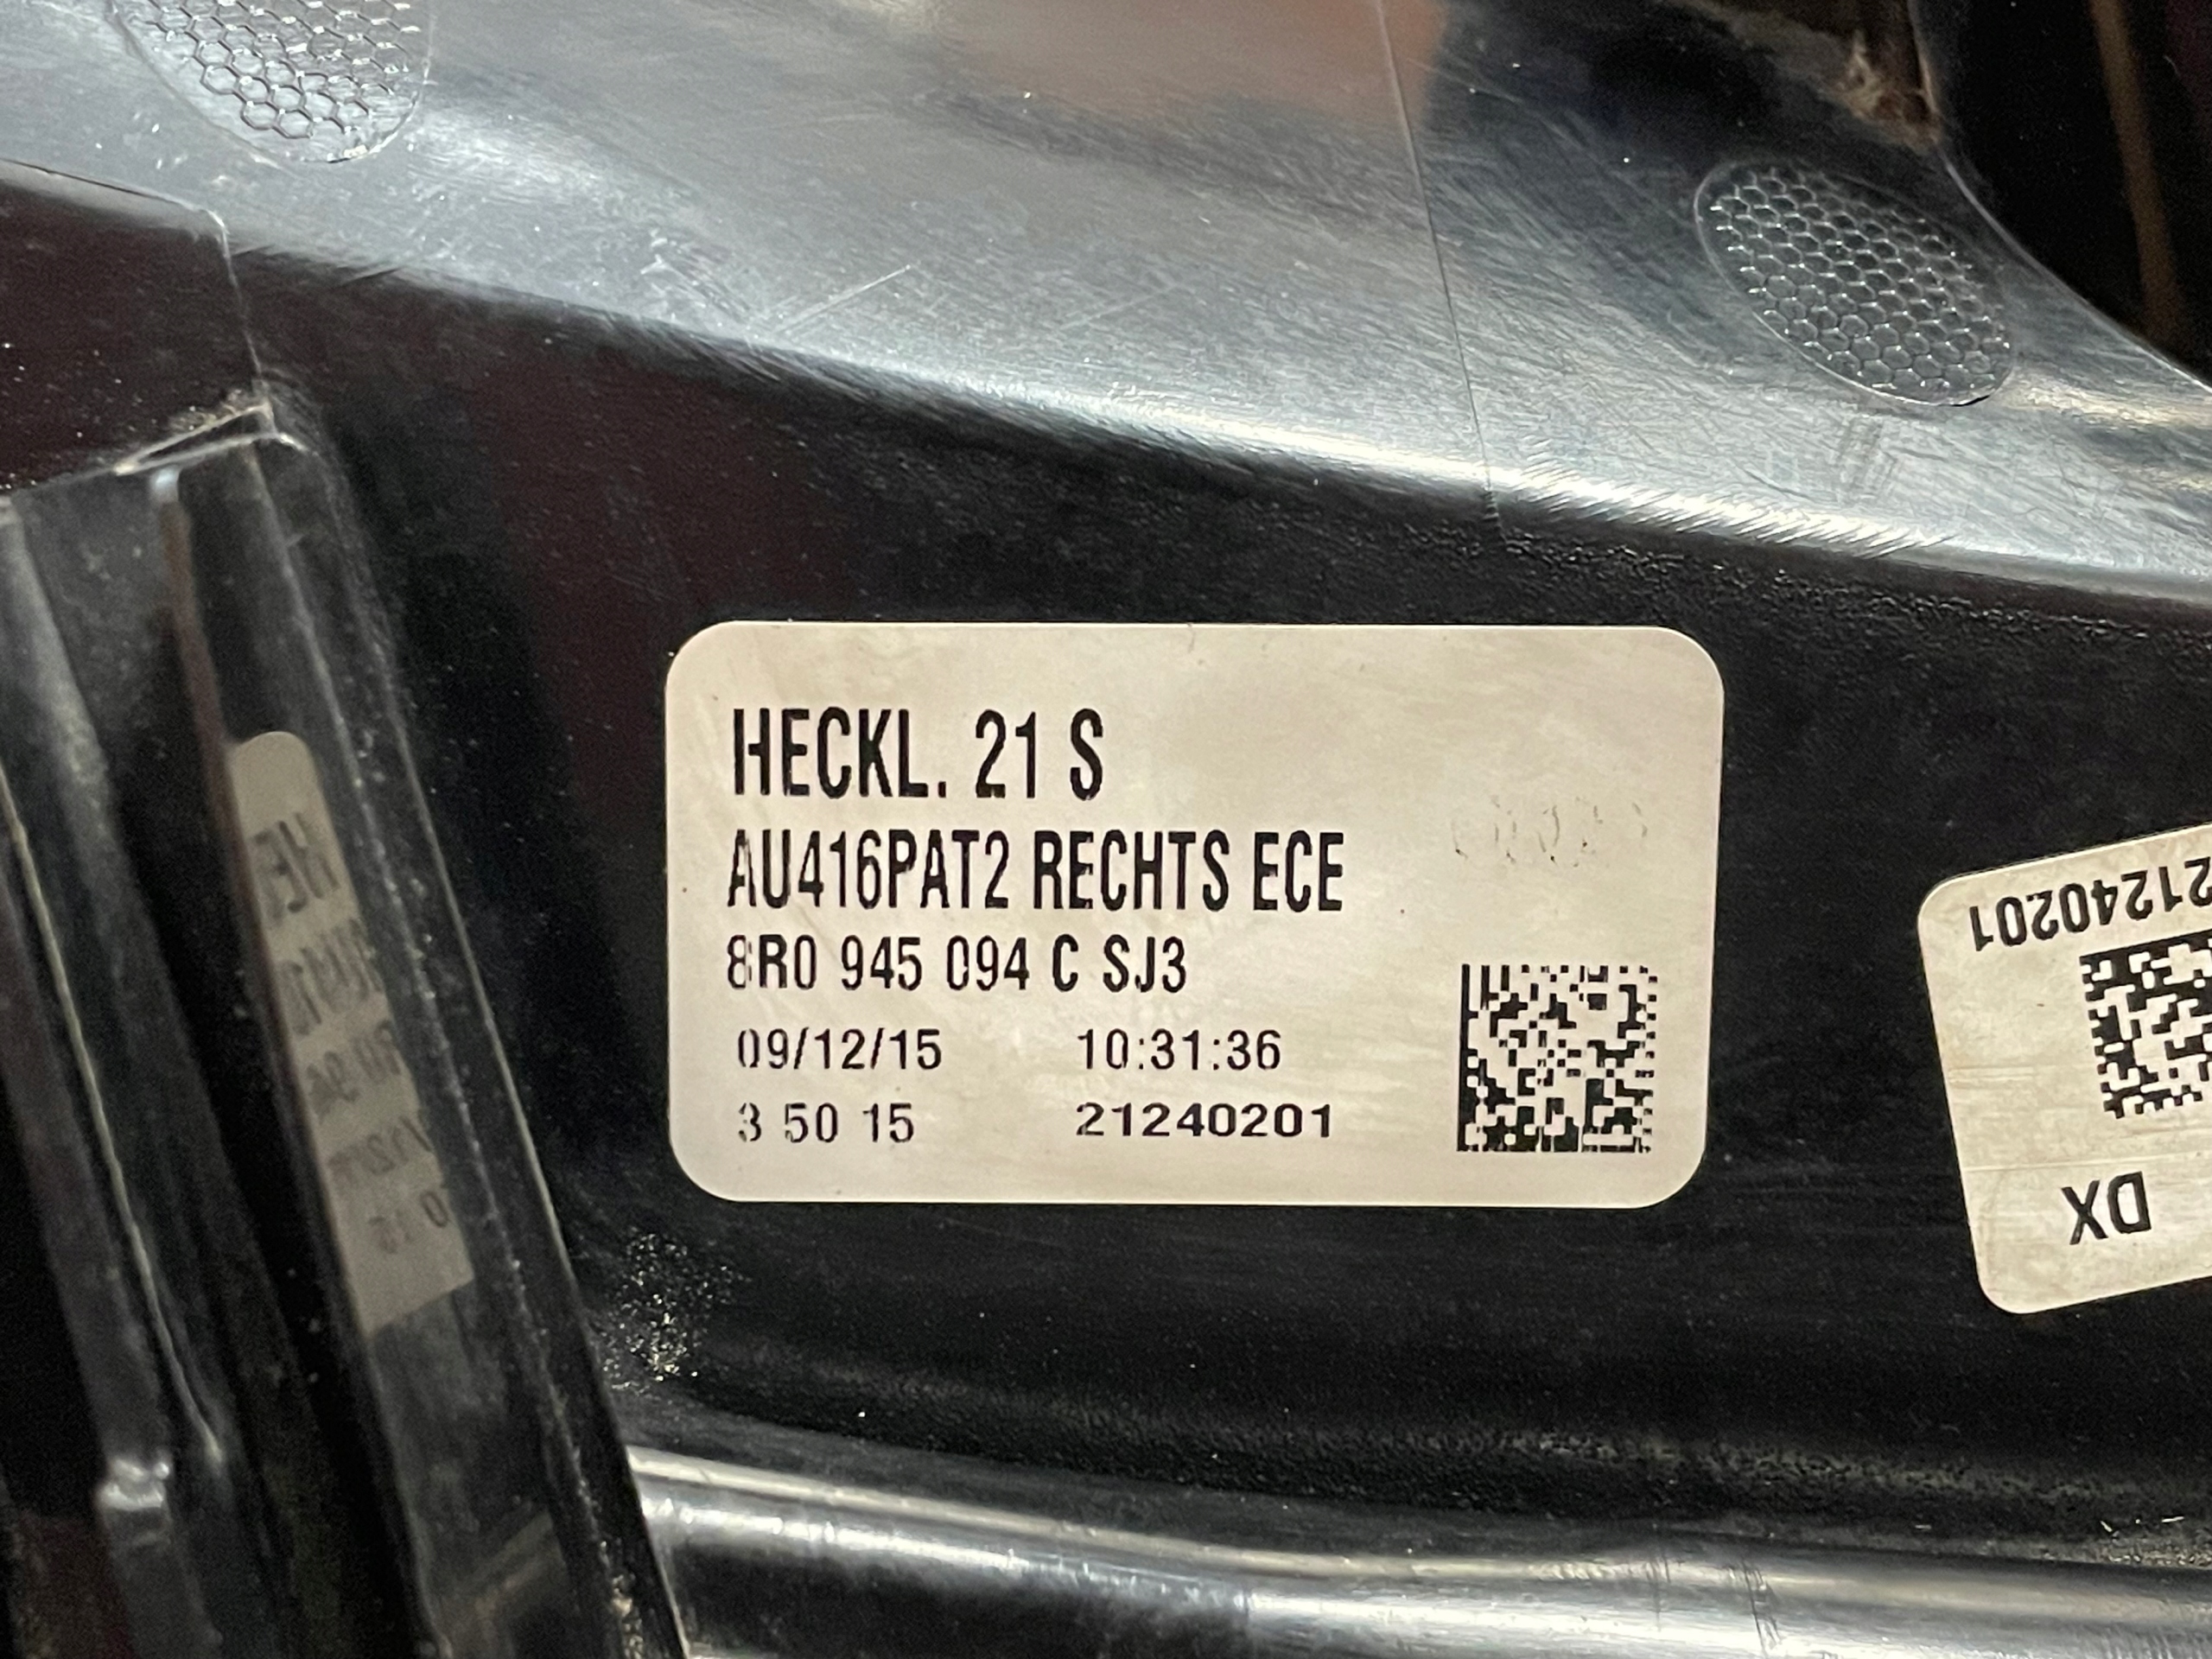 HECKL. 21 S
AU416PAT2 RECHTS ECE
8R0 945 094 C SJ3
09/12/15 10:31:36
3 50 15 21240201
21240201
DX